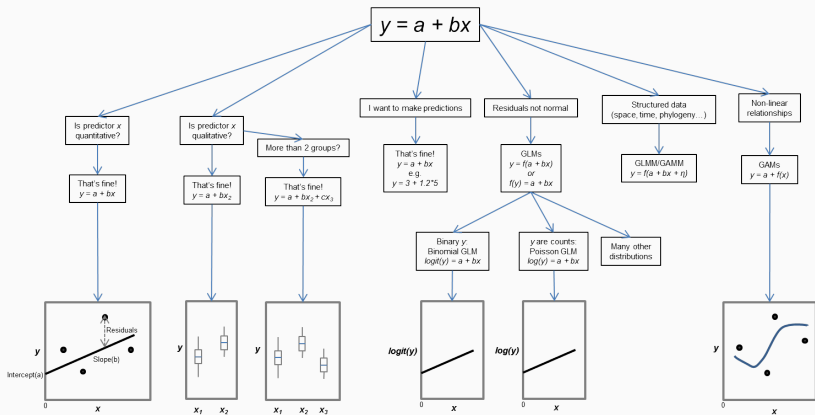 y = a + bx
Is predictor x
quantitative?
That's fine!
y = a + bx
Is predictor x
qualitative?
More than 2 groups?
That's fine!
y = a + bx₂
That's fine!
y = a + bx₂ + cx₃
I want to make predictions
That's fine!
y = a + bx
e.g.
y = 3 + 1.2*5
Residuals not normal
GLMs
y = f(a + bx)
or
f(y) = a + bx
Binary y:
Binomial GLM
logit(y) = a + bx
y are counts:
Poisson GLM
log(y) = a + bx
Many other
distributions
Structured data
(space, time, phylogeny…)
GLMM/GAMM
y = f(a + bx + η)
Non-linear
relationships
GAMs
y = a + f(x)
y
Residuals
Slope(b)
Intercept(a)
0
x
y
x₁ x₂
y
x₁ x₂ x₃
logit(y)
0
x
log(y)
0
x
y
0
x